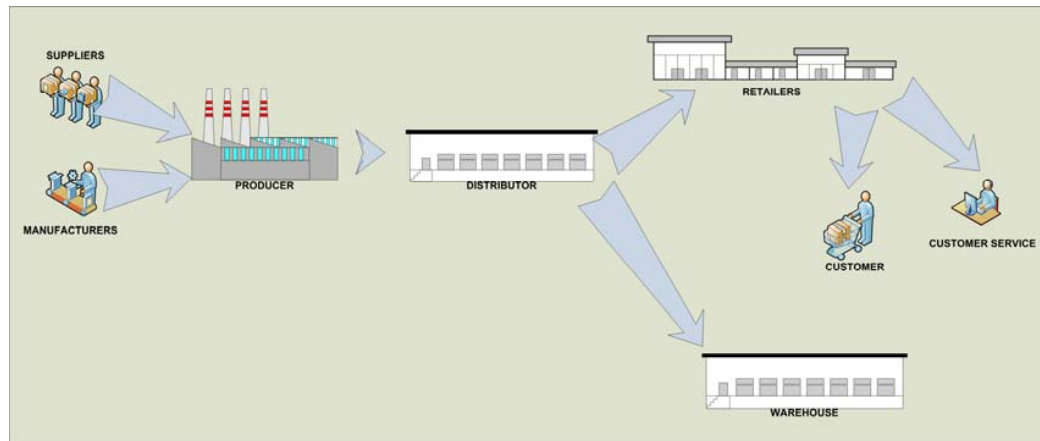 SUPPLIERS
MANUFACTURERS
PRODUCER
DISTRIBUTOR
RETAILERS
CUSTOMER
CUSTOMER SERVICE
WAREHOUSE